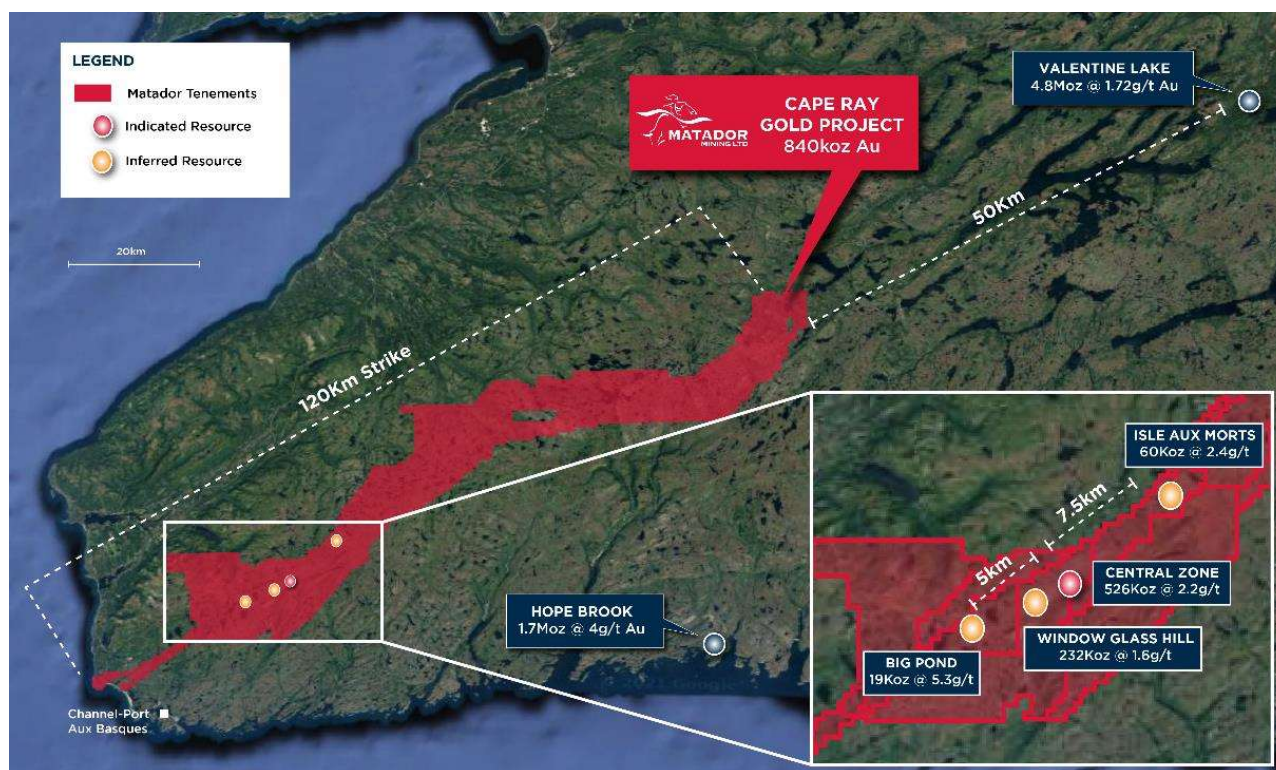 LEGEND
Matador Tenements
Indicated Resource
Inferred Resource
20km
MATADOR
MINING LTD
CAPE RAY
GOLD PROJECT
840koz Au
VALENTINE LAKE
4.8Moz @ 1.72g/t Au
50Km
120Km Strike
HOPE BROOK
1.7Moz @ 4g/t Au
Channel-Port
Aux Basques
ISLE AUX MORTS
60Koz @ 2.4g/t
7.5km
5km
CENTRAL ZONE
526Koz @ 2.2g/t
WINDOW GLASS HILL
232Koz @ 1.6g/t
BIG POND
19Koz @ 5.3g/t